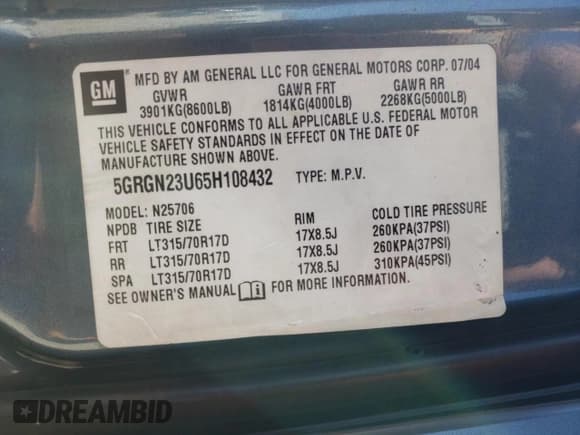 GM
MFD BY AM GENERAL LLC FOR GENERAL MOTORS CORP. 07/04
GVWR GAWR FRT GAWR RR
3901KG(8600LB) 1814KG(4000LB) 2268KG(5000LB)
THIS VEHICLE CONFORMS TO ALL APPLICABLE U.S. FEDERAL MOTOR
VEHICLE SAFETY STANDARDS IN EFFECT ON THE DATE OF
MANUFACTURE SHOWN ABOVE.
5GRGN23U65H108432 TYPE: M.P.V.
MODEL: N25706
NPDB TIRE SIZE RIM COLD TIRE PRESSURE
FRT LT315/70R17D 17X8.5J 260KPA(37PSI)
RR LT315/70R17D 17X8.5J 260KPA(37PSI)
SPA LT315/70R17D 17X8.5J 310KPA(45PSI)
SEE OWNER'S MANUAL FOR MORE INFORMATION.
DREAMBID